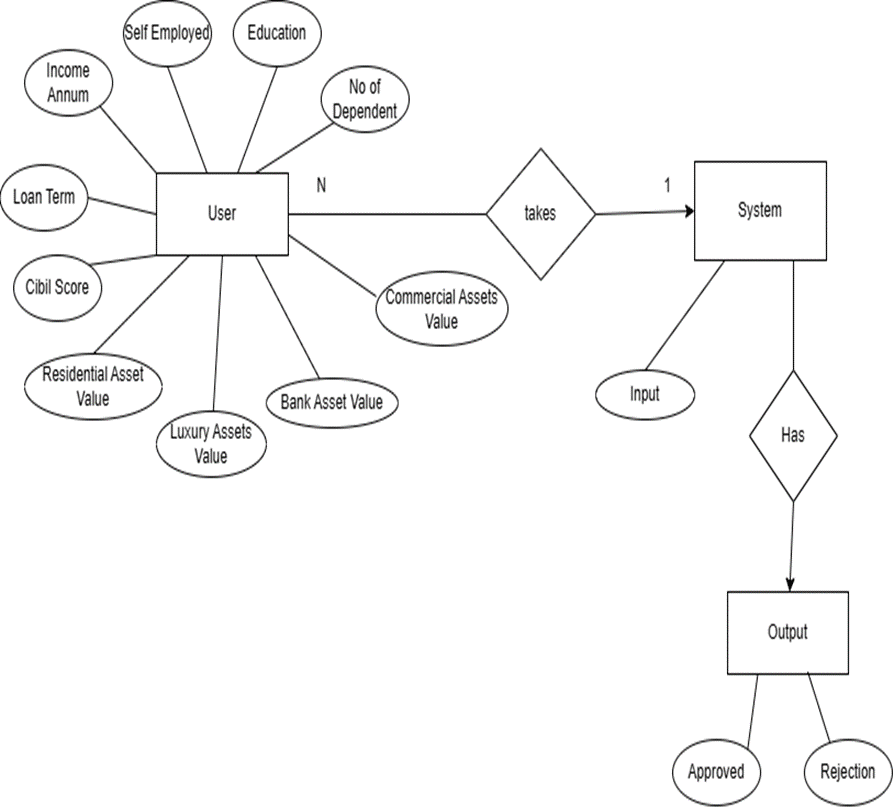 Self Employed
Education
Income
Annum
No of
Dependent
Loan Term
User
N
takes
1
System
Cibil Score
Commercial Assets
Value
Residential Asset
Value
Bank Asset Value
Luxury Assets
Value
Input
Has
Output
Approved
Rejection